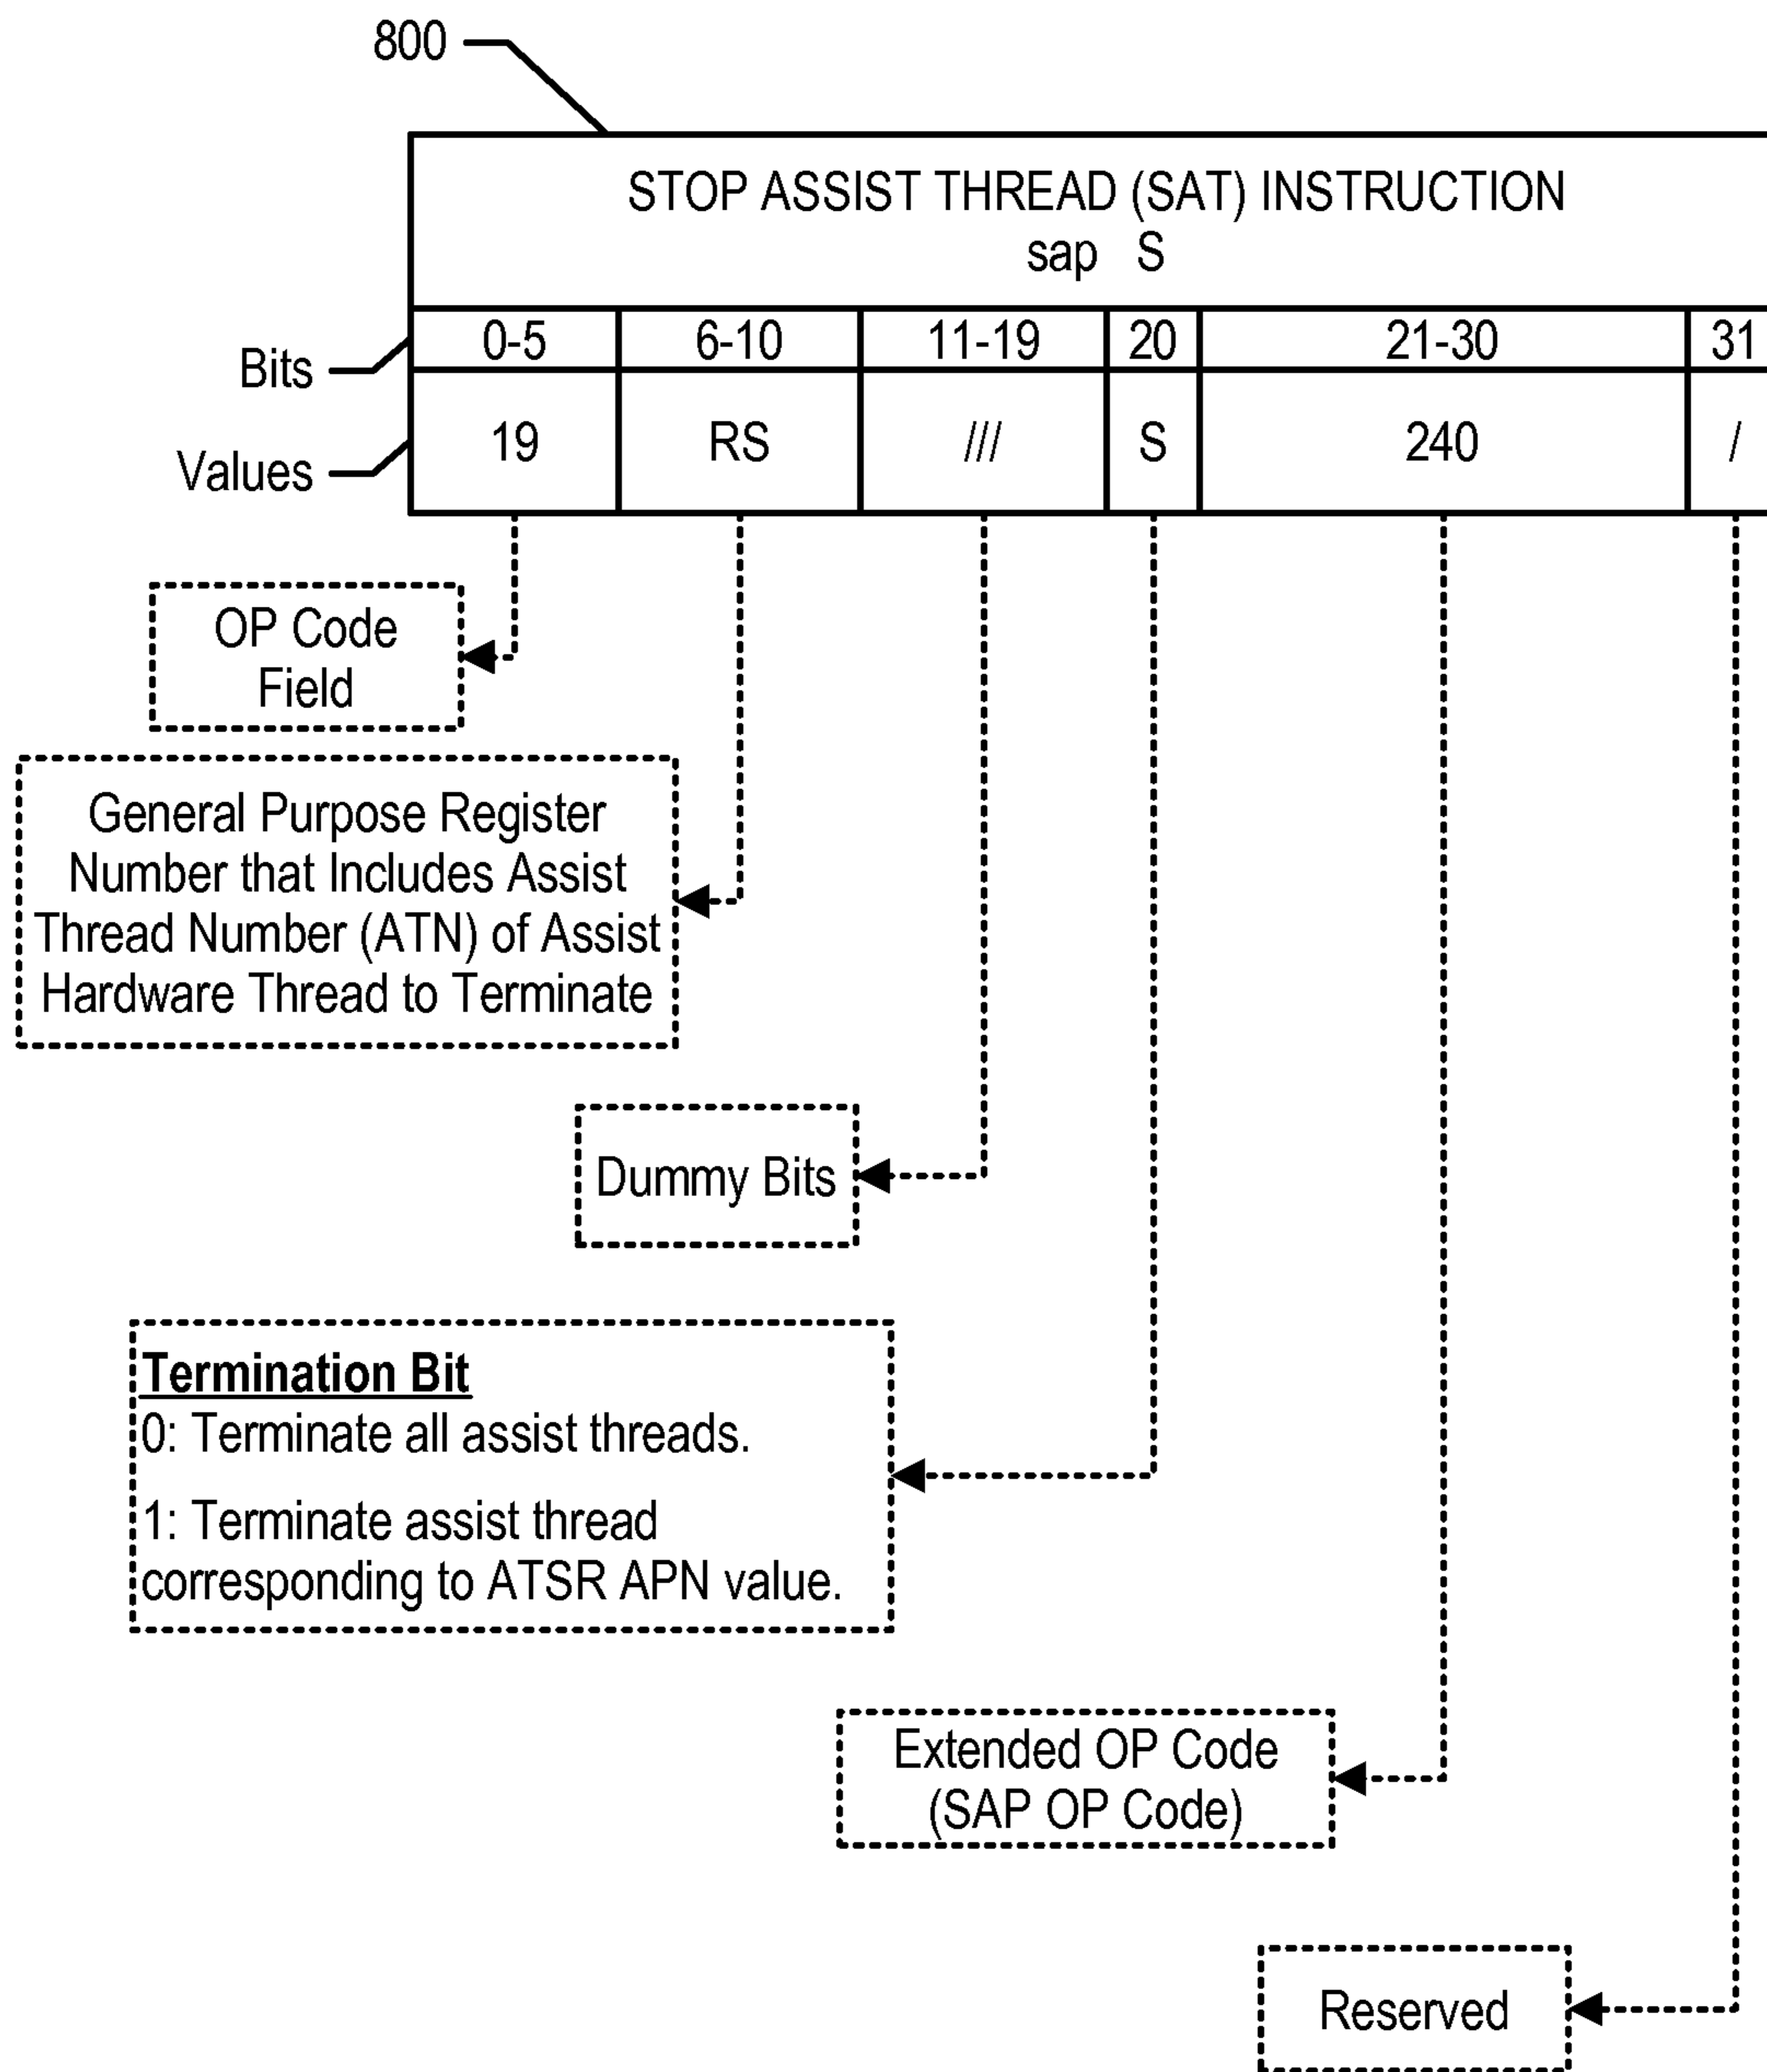 800
STOP ASSIST THREAD (SAT) INSTRUCTION
sap S
Bits
0-5 6-10 11-19 20 21-30 31
Values
19 RS /// S 240 /
OP Code
Field
General Purpose Register
Number that Includes Assist
Thread Number (ATN) of Assist
Hardware Thread to Terminate
Dummy Bits
Termination Bit
0: Terminate all assist threads.
1: Terminate assist thread
corresponding to ATSR APN value.
Extended OP Code
(SAP OP Code)
Reserved